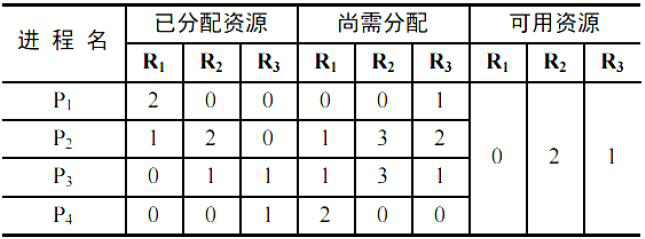 进 程 名 已分配资源 尚需分配 可用资源
R₁ R₂ R₃ R₁ R₂ R₃ R₁ R₂ R₃
P₁ 2 0 0 0 0 1
P₂ 1 2 0 1 3 2
0 2 1
P₃ 0 1 1 1 3 1
P₄ 0 0 1 2 0 0